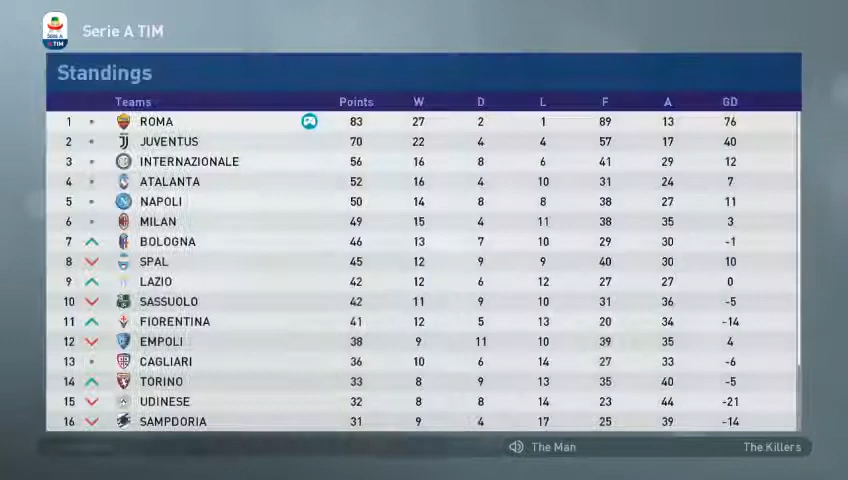 Serie A TIM
Standings
Teams Points W D L F A GD
1 ROMA 83 27 2 1 89 13 76
2 JUVENTUS 70 22 4 4 57 17 40
3 INTERNAZIONALE 56 16 8 6 41 29 12
4 ATALANTA 52 16 4 10 31 24 7
5 NAPOLI 50 14 8 8 38 27 11
6 MILAN 49 15 4 11 38 35 3
7 BOLOGNA 46 13 7 10 29 30 -1
8 SPAL 45 12 9 9 40 30 10
9 LAZIO 42 12 6 12 27 27 0
10 SASSUOLO 42 11 9 10 31 36 -5
11 FIORENTINA 41 12 5 13 20 34 -14
12 EMPOLI 38 9 11 10 39 35 4
13 CAGLIARI 36 10 6 14 27 33 -6
14 TORINO 33 8 9 13 35 40 -5
15 UDINESE 32 8 8 14 23 44 -21
16 SAMPDORIA 31 9 4 17 25 39 -14
The Man The Killers